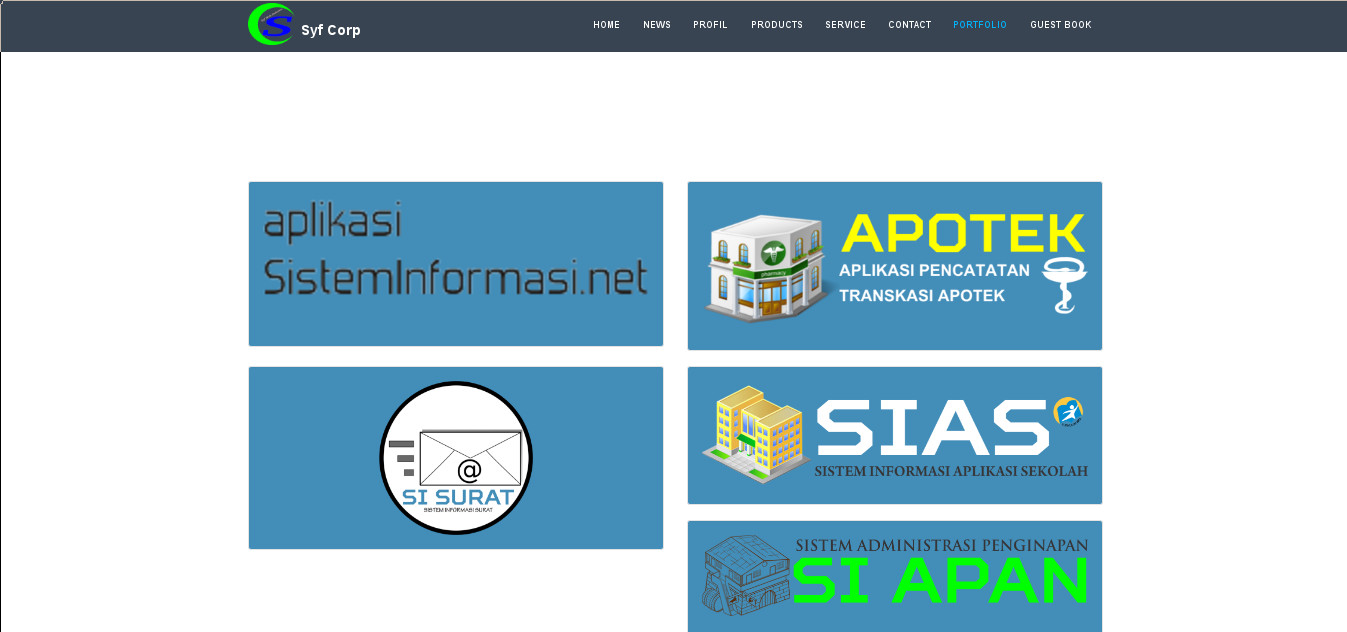 Syf Corp
HOME NEWS PROFIL PRODUCTS SERVICE CONTACT PORTFOLIO GUEST BOOK
aplikasi
SistemInformasi.net
APOTEK
APLIKASI PENCATATAN
TRANSKASI APOTEK
pharmacy
@
SI SURAT
SISTEM INFORMASI SURAT
SIAS
SISTEM INFORMASI APLIKASI SEKOLAH
SISTEM ADMINISTRASI PENGINAPAN
SI APAN